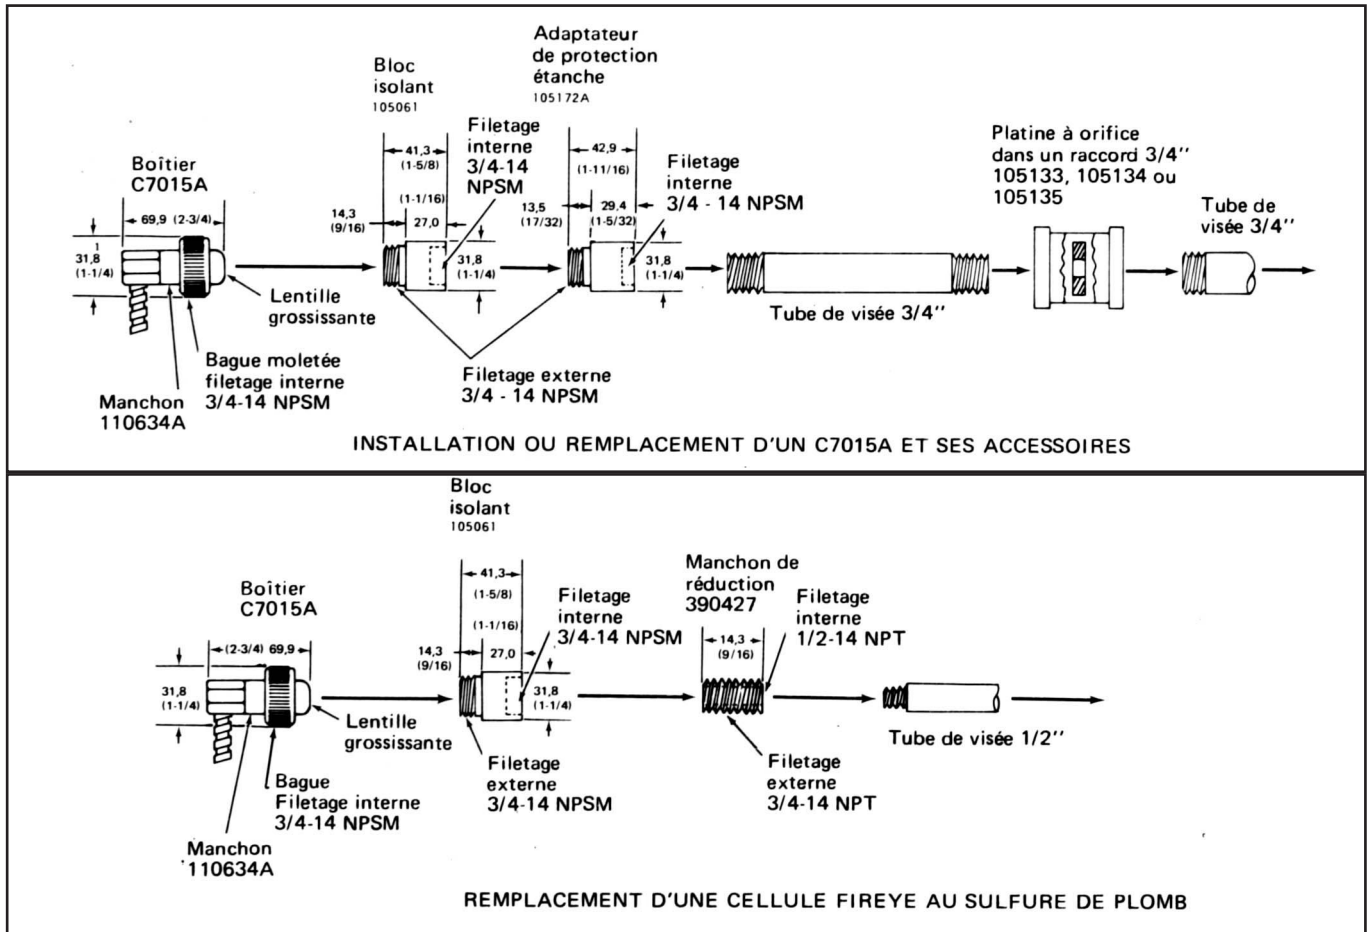 Adaptateur
de protection
étanche
105172A
Bloc
isolant
105061
Filetage
interne
3/4-14
NPSM
41,3
(1-5/8)
(1-1/16)
14,3
(9/16)
27,0
31,8
(1-1/4)
42,9
(1-11/16)
13,5
(17/32)
29,4
(1-5/32)
31,8
(1-1/4)
Filetage
interne
3/4 - 14 NPSM
Platine à orifice
dans un raccord 3/4''
105133, 105134 ou
105135
Tube de
visée 3/4''
Boîtier
C7015A
69,9 (2-3/4)
1
31,8
(1-1/4)
Lentille
grossissante
Tube de visée 3/4''
Bague moletée
filetage interne
3/4-14 NPSM
Filetage externe
3/4 - 14 NPSM
Manchon
110634A
INSTALLATION OU REMPLACEMENT D'UN C7015A ET SES ACCESSOIRES
Bloc
isolant
105061
41,3
(1-5/8)
(1-1/16)
14,3
(9/16)
27,0
31,8
(1-1/4)
Filetage
interne
3/4-14 NPSM
Manchon de
réduction
390427
14,3
(9/16)
Filetage
interne
1/2-14 NPT
Boîtier
C7015A
(2-3/4) 69,9
31,8
(1-1/4)
Lentille
grossissante
Tube de visée 1/2''
Filetage
externe
3/4-14 NPSM
Filetage
externe
3/4-14 NPT
Bague
Filetage interne
3/4-14 NPSM
Manchon
110634A
REMPLACEMENT D'UNE CELLULE FIREYE AU SULFURE DE PLOMB